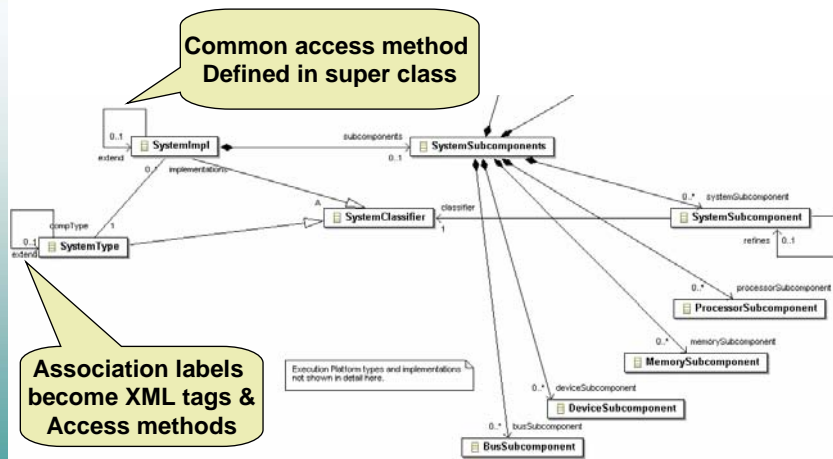 Common access method
Defined in super class
0..1
SystemImpl
extend
subcomponents
0..1
SystemSubcomponents
0..*
implementations
A
SystemClassifier
classifier
1
0..*
systemSubcomponent
SystemSubcomponent
refines
0..1
compType
1
0..1
SystemType
extend
0..*
processorSubcomponent
ProcessorSubcomponent
0..*
memorySubcomponent
MemorySubcomponent
Association labels
become XML tags &
Access methods
Execution Platform types and implementations
not shown in detail here.
0..*
deviceSubcomponent
DeviceSubcomponent
0..*
busSubcomponent
BusSubcomponent